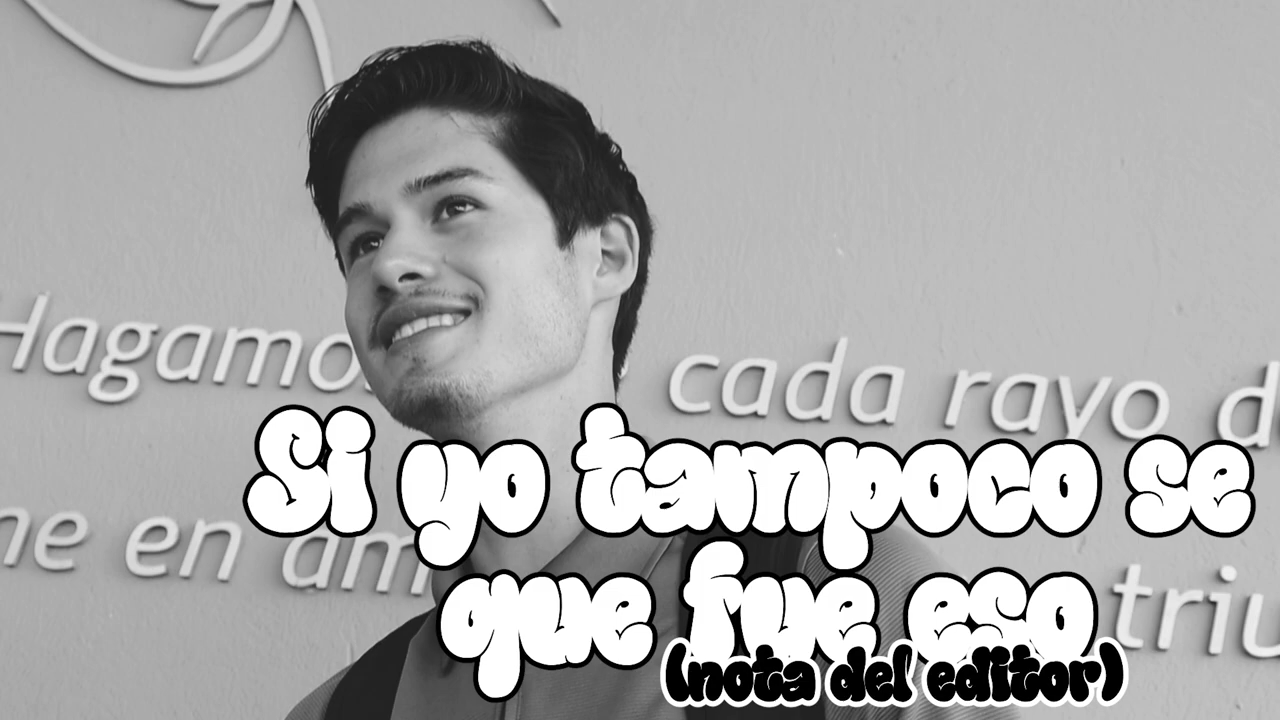 Hagamo
cada rayo d
ne en am
triu
Si yo tampoco se
que fue eso
(nota del editor)